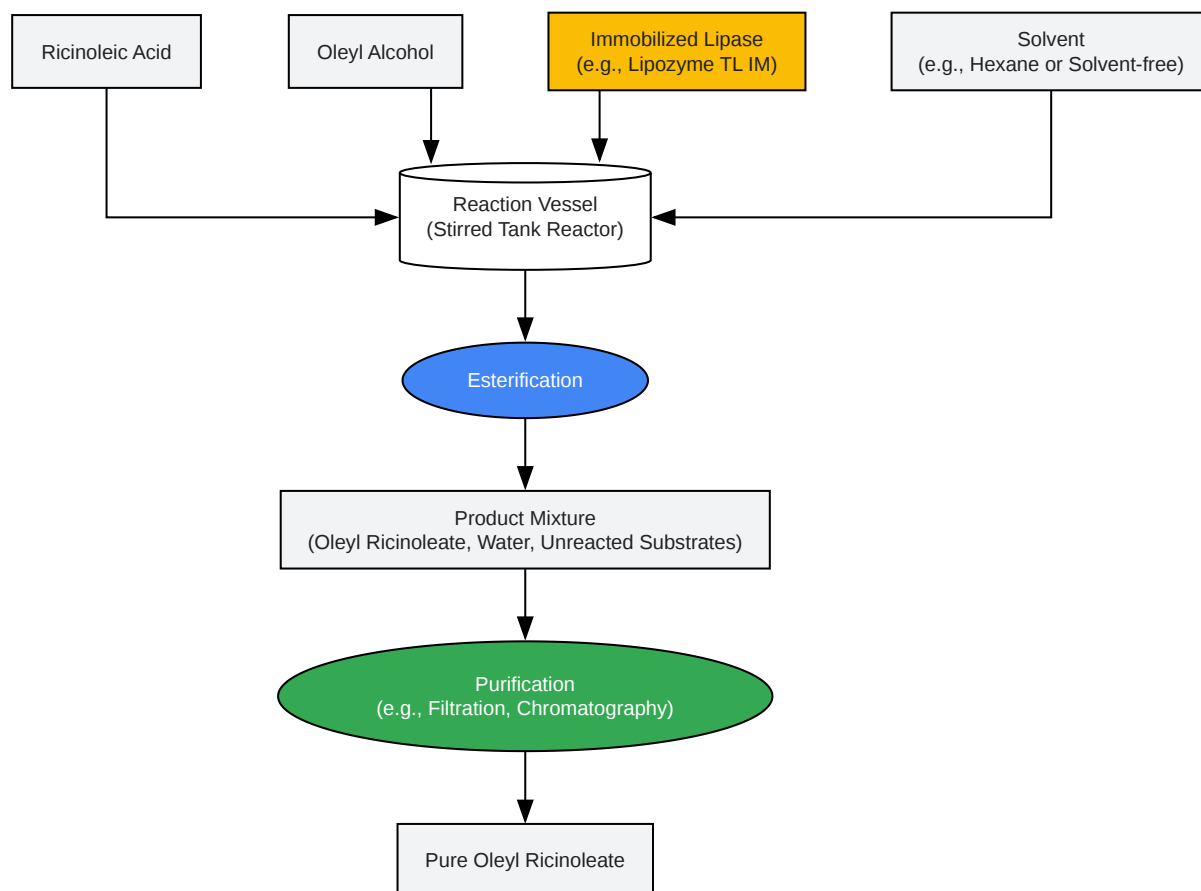 Ricinoleic Acid
Oleyl Alcohol
Immobilized Lipase
(e.g., Lipozyme TL IM)
Solvent
(e.g., Hexane or Solvent-free)
Reaction Vessel
(Stirred Tank Reactor)
Esterification
Product Mixture
(Oleyl Ricinoleate, Water, Unreacted Substrates)
Purification
(e.g., Filtration, Chromatography)
Pure Oleyl Ricinoleate